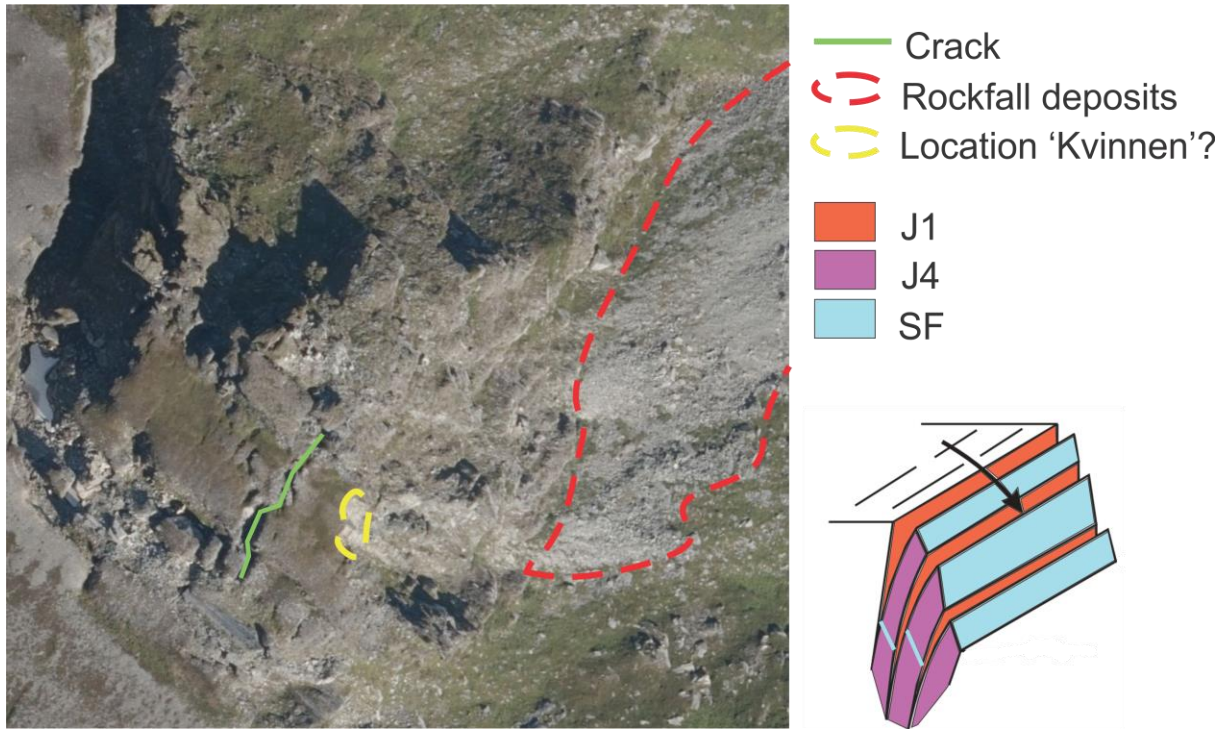 Crack
Rockfall deposits
Location ‘Kvinnen’?
J1
J4
SF